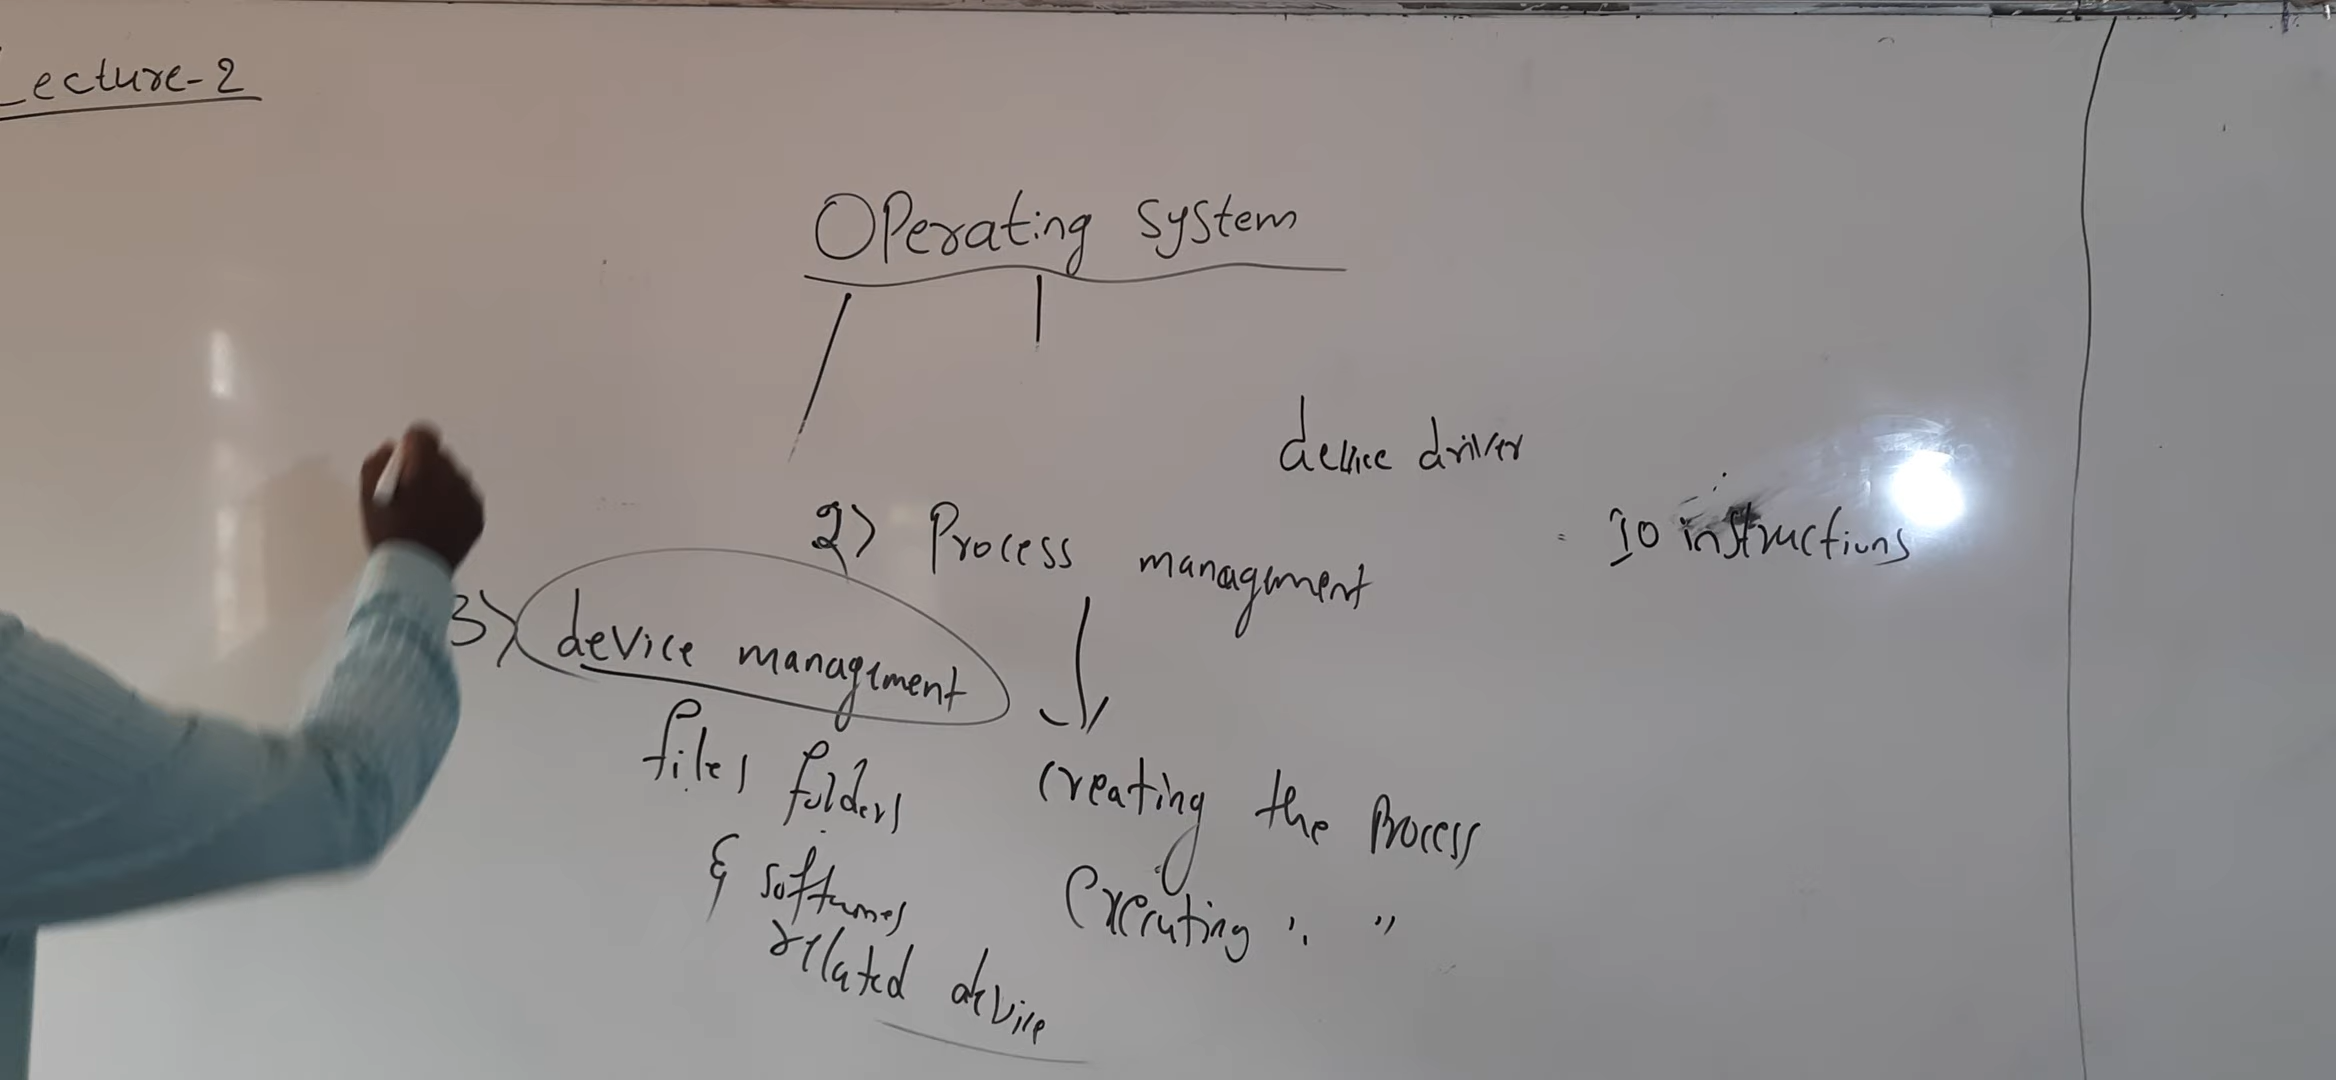 Lecture-2
Operating system
device driver
2) Process management
10 instructions
3) device management
files folders
& softwares
related device
creating the Process
Executing " "